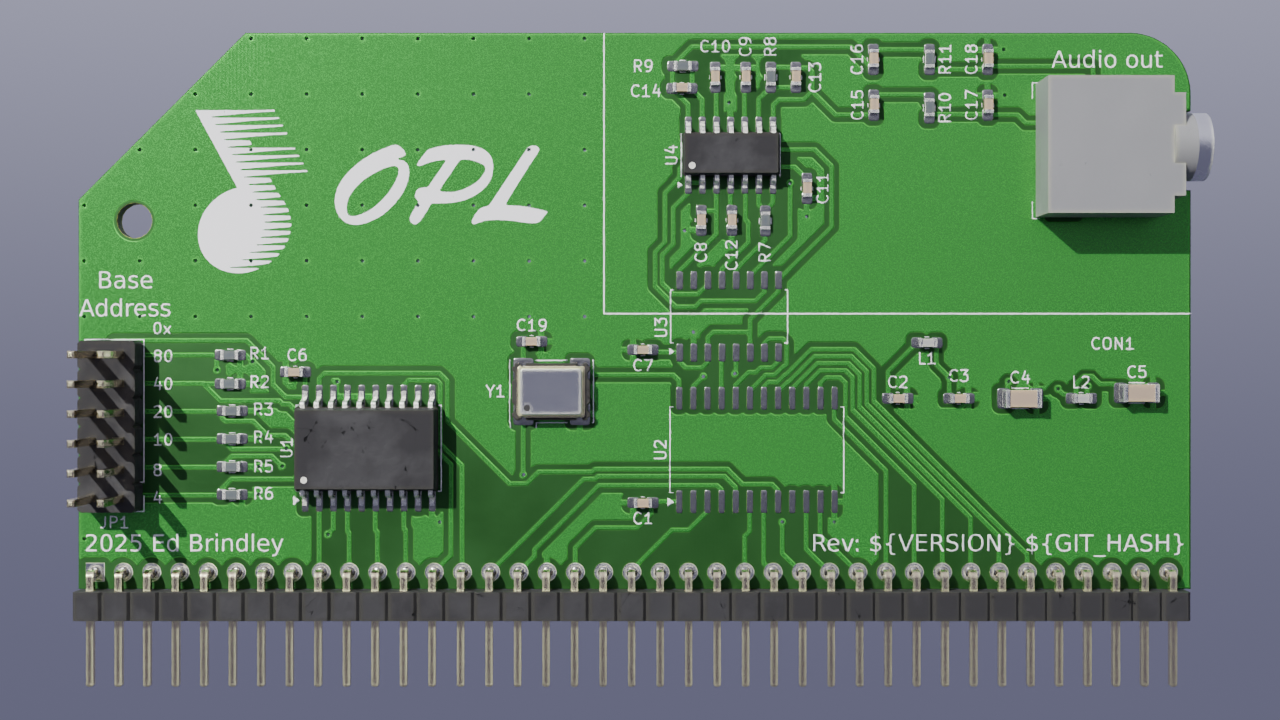 C10
C9
R8
R9
C14
C13
C16
R11
C18
Audio out
C15
R10
C17
U4
OPL
C11
C8
C12
R7
Base
Address
0x
80
40
20
10
8
4
R1
R2
R3
R4
R5
R6
C6
U1
C19
Y1
C7
U3
U2
C1
L1
C2
C3
C4
L2
C5
CON1
JP1
2025 Ed Brindley
Rev: ${VERSION} ${GIT_HASH}